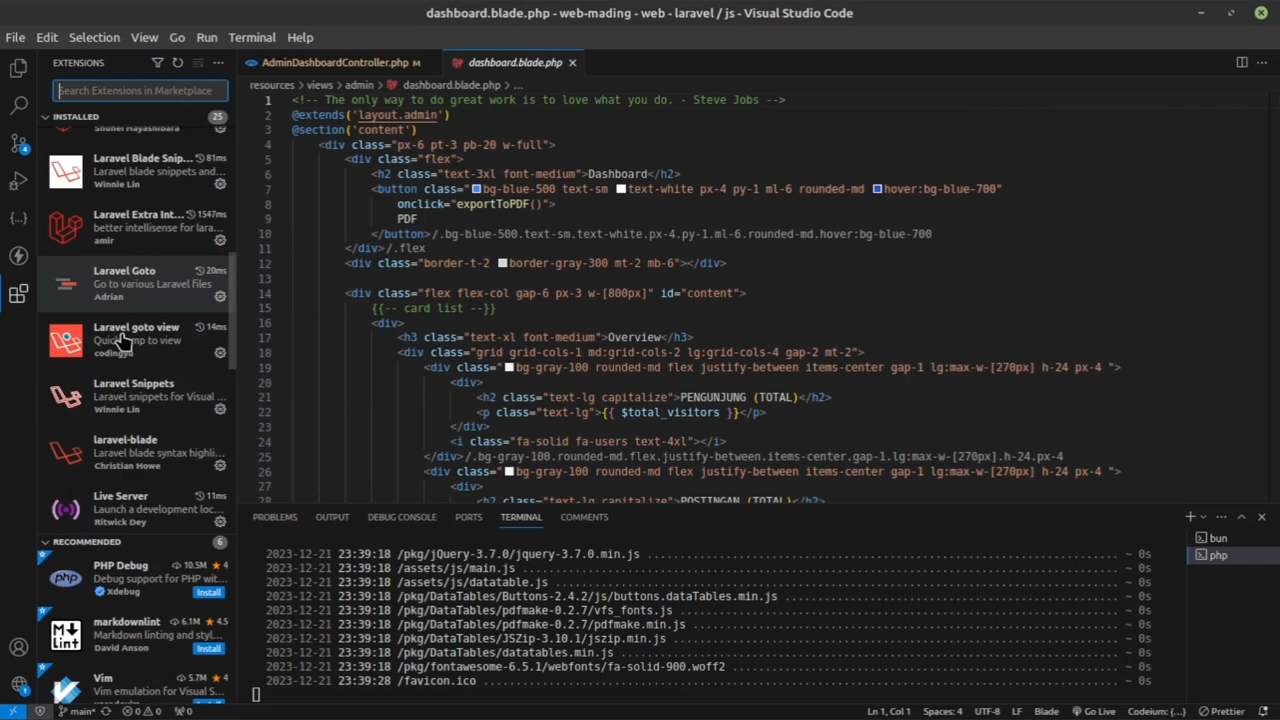 dashboard.blade.php - web-mading - web - laravel / js - Visual Studio Code
File Edit Selection View Go Run Terminal Help
EXTENSIONS
AdminDashboardController.php M
dashboard.blade.php
Search Extensions in Marketplace
resources > views > admin > dashboard.blade.php > ...
INSTALLED 25
Shuhei Kayashibara
Laravel Blade Snip... 81ms
Laravel blade snippets and...
Winnie Lin
Laravel Extra Int... 1547ms
better intellisense for lara...
amir
Laravel Goto 20ms
Go to various Laravel files
Adrian
Laravel goto view 14ms
Quick jump to view
codingyu
Laravel Snippets
Laravel snippets for Visual ...
Winnie Lin
laravel-blade
Laravel blade syntax highli...
Christian Howe
Live Server 11ms
Launch a development loc...
Ritwick Dey
RECOMMENDED 6
PHP Debug 10.5M 4
Debug support for PHP wit...
Xdebug Install
markdownlint 6.1M 4.5
Markdown linting and styl...
David Anson Install
Vim 5.7M 4
Vim emulation for Visual S...
1 <!-- The only way to do great work is to love what you do. - Steve Jobs -->
2 @extends('layout.admin')
3 @section('content')
4 <div class="px-6 pt-3 pb-20 w-full">
5 <div class="flex">
6 <h2 class="text-3xl font-medium">Dashboard</h2>
7 <button class="bg-blue-500 text-sm text-white px-4 py-1 ml-6 rounded-md hover:bg-blue-700"
8 onclick="exportToPDF()">
9 PDF
10 </button>/.bg-blue-500.text-sm.text-white.px-4.py-1.ml-6.rounded-md.hover:bg-blue-700
11 </div>/.flex
12 <div class="border-t-2 border-gray-300 mt-2 mb-6"></div>
13
14 <div class="flex flex-col gap-6 px-3 w-[800px]" id="content">
15 {{-- card list --}}
16 <div>
17 <h3 class="text-xl font-medium">Overview</h3>
18 <div class="grid grid-cols-1 md:grid-cols-2 lg:grid-cols-4 gap-2 mt-2">
19 <div class="bg-gray-100 rounded-md flex justify-between items-center gap-1 lg:max-w-[270px] h-24 px-4 ">
20 <div>
21 <h2 class="text-lg capitalize">PENGUNJUNG (TOTAL)</h2>
22 <p class="text-lg">{{ $total_visitors }}</p>
23 </div>
24 <i class="fa-solid fa-users text-4xl"></i>
25 </div>/.bg-gray-100.rounded-md.flex.justify-between.items-center.gap-1.lg:max-w-[270px].h-24.px-4
26 <div class="bg-gray-100 rounded-md flex justify-between items-center gap-1 lg:max-w-[270px] h-24 px-4 ">
27 <div>
28 <h2 class="text-lg capitalize">POSTINGAN (TOTAL)</h2>
PROBLEMS OUTPUT DEBUG CONSOLE PORTS TERMINAL COMMENTS
2023-12-21 23:39:18 /pkg/jQuery-3.7.0/jquery-3.7.0.min.js ~ 0s
2023-12-21 23:39:18 /assets/js/main.js ~ 0s
2023-12-21 23:39:18 /assets/js/datatable.js ~ 0s
2023-12-21 23:39:18 /pkg/DataTables/Buttons-2.4.2/js/buttons.dataTables.min.js ~ 0s
2023-12-21 23:39:18 /pkg/DataTables/pdfmake-0.2.7/vfs_fonts.js ~ 0s
2023-12-21 23:39:18 /pkg/DataTables/pdfmake-0.2.7/pdfmake.min.js ~ 0s
2023-12-21 23:39:18 /pkg/DataTables/JSZip-3.10.1/jszip.min.js ~ 0s
2023-12-21 23:39:18 /pkg/DataTables/datatables.min.js ~ 0s
2023-12-21 23:39:18 /pkg/fontawesome-6.5.1/webfonts/fa-solid-900.woff2 ~ 0s
2023-12-21 23:39:28 /favicon.ico ~ 0s
bun
php
main* 0 0 0 Ln 1, Col 1 Spaces: 4 UTF-8 LF Blade Go Live Codeium: {...} Prettier